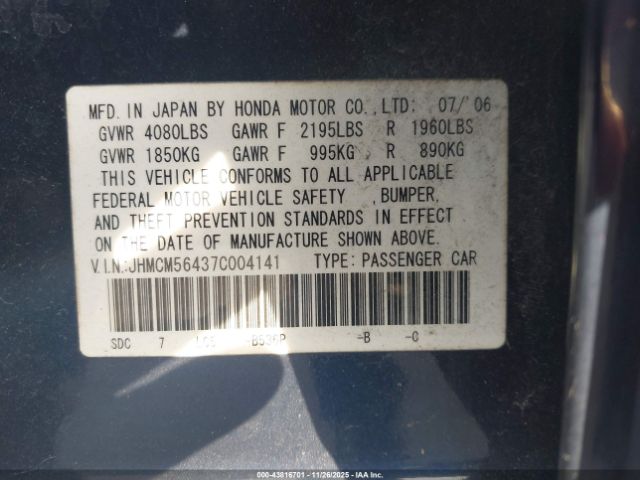 MFD. IN JAPAN BY HONDA MOTOR CO.,LTD: 07/'06
GVWR 4080LBS GAWR F 2195LBS R 1960LBS
GVWR 1850KG GAWR F 995KG R 890KG
THIS VEHICLE CONFORMS TO ALL APPLICABLE
FEDERAL MOTOR VEHICLE SAFETY ,BUMPER,
AND THEFT PREVENTION STANDARDS IN EFFECT
ON THE DATE OF MANUFACTURE SHOWN ABOVE.
V.I.N.:JHMCM56437C004141 TYPE: PASSENGER CAR
SDC 7 -B -C
000-43816701 - 11/26/2025 - IAAI Inc.